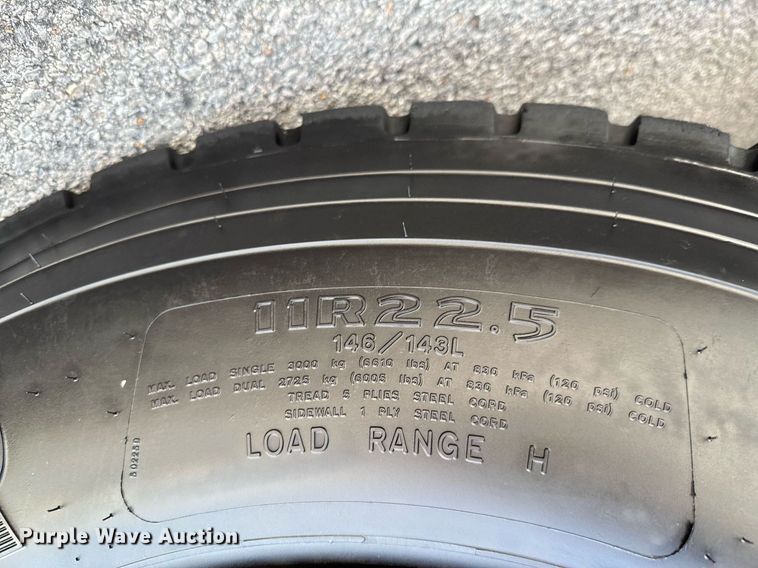 11R22.5
146/143L
MAX. LOAD SINGLE 3000 kg (6610 lbs) AT 830 kPa (120 psi) COLD
MAX. LOAD DUAL 2725 kg (6005 lbs) AT 830 kPa (120 psi) COLD
TREAD 5 PLIES STEEL CORD
SIDEWALL 1 PLY STEEL CORD
LOAD RANGE H
Purple Wave Auction